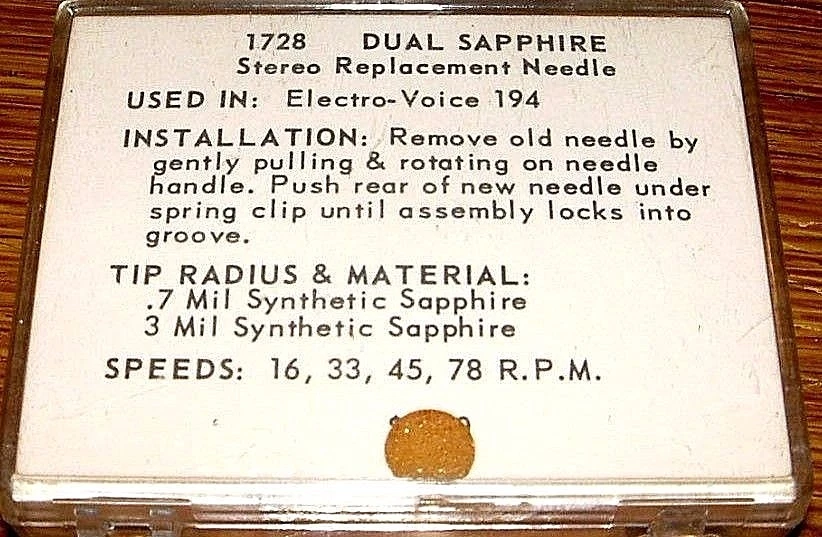 1728 DUAL SAPPHIRE
Stereo Replacement Needle
USED IN: Electro-Voice 194
INSTALLATION: Remove old needle by
gently pulling & rotating on needle
handle. Push rear of new needle under
spring clip until assembly locks into
groove.
TIP RADIUS & MATERIAL:
.7 Mil Synthetic Sapphire
3 Mil Synthetic Sapphire
SPEEDS: 16, 33, 45, 78 R.P.M.